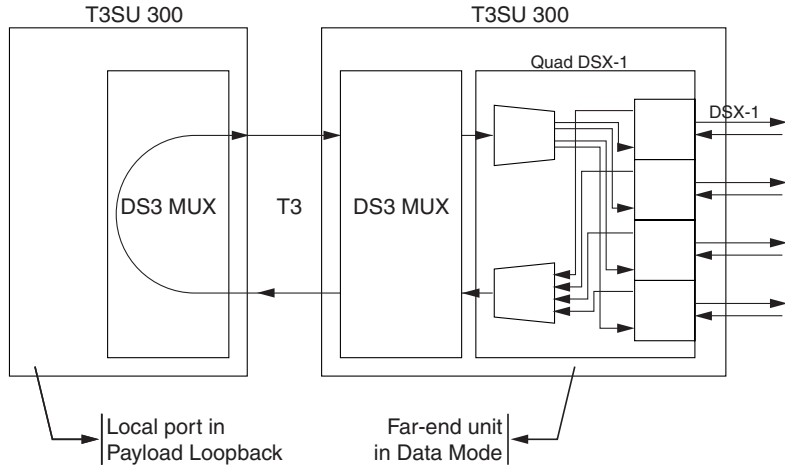 T3SU 300
T3SU 300
Quad DSX-1
DSX-1
DS3 MUX
T3
DS3 MUX
Local port in
Payload Loopback
Far-end unit
in Data Mode